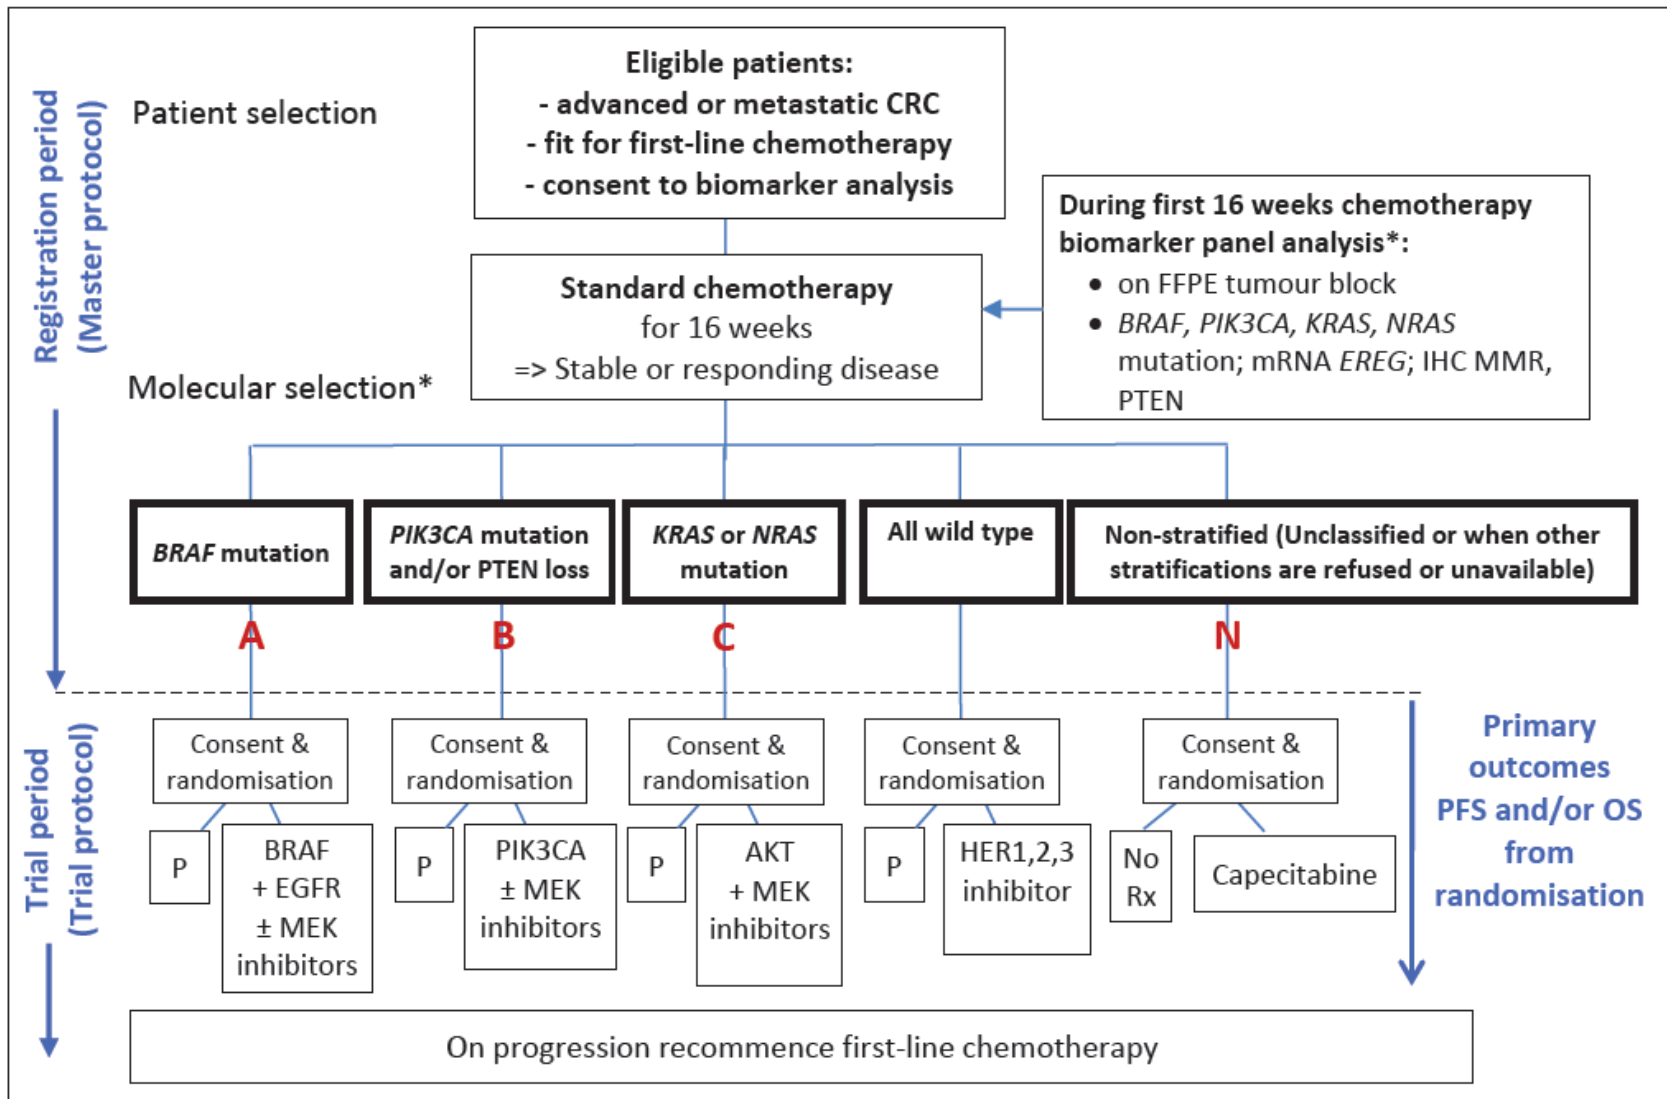 Registration period
(Master protocol)
Patient selection
Eligible patients:
- advanced or metastatic CRC
- fit for first-line chemotherapy
- consent to biomarker analysis
During first 16 weeks chemotherapy
biomarker panel analysis*:
• on FFPE tumour block
• BRAF, PIK3CA, KRAS, NRAS
mutation; mRNA EREG; IHC MMR,
PTEN
Standard chemotherapy
for 16 weeks
=> Stable or responding disease
Molecular selection*
BRAF mutation
PIK3CA mutation
and/or PTEN loss
KRAS or NRAS
mutation
All wild type
Non-stratified (Unclassified or when other
stratifications are refused or unavailable)
A
B
C
N
Trial period
(Trial protocol)
Consent &
randomisation
Consent &
randomisation
Consent &
randomisation
Consent &
randomisation
Consent &
randomisation
P
BRAF
+ EGFR
± MEK
inhibitors
P
PIK3CA
± MEK
inhibitors
P
AKT
+ MEK
inhibitors
P
HER1,2,3
inhibitor
No
Rx
Capecitabine
Primary
outcomes
PFS and/or OS
from
randomisation
On progression recommence first-line chemotherapy